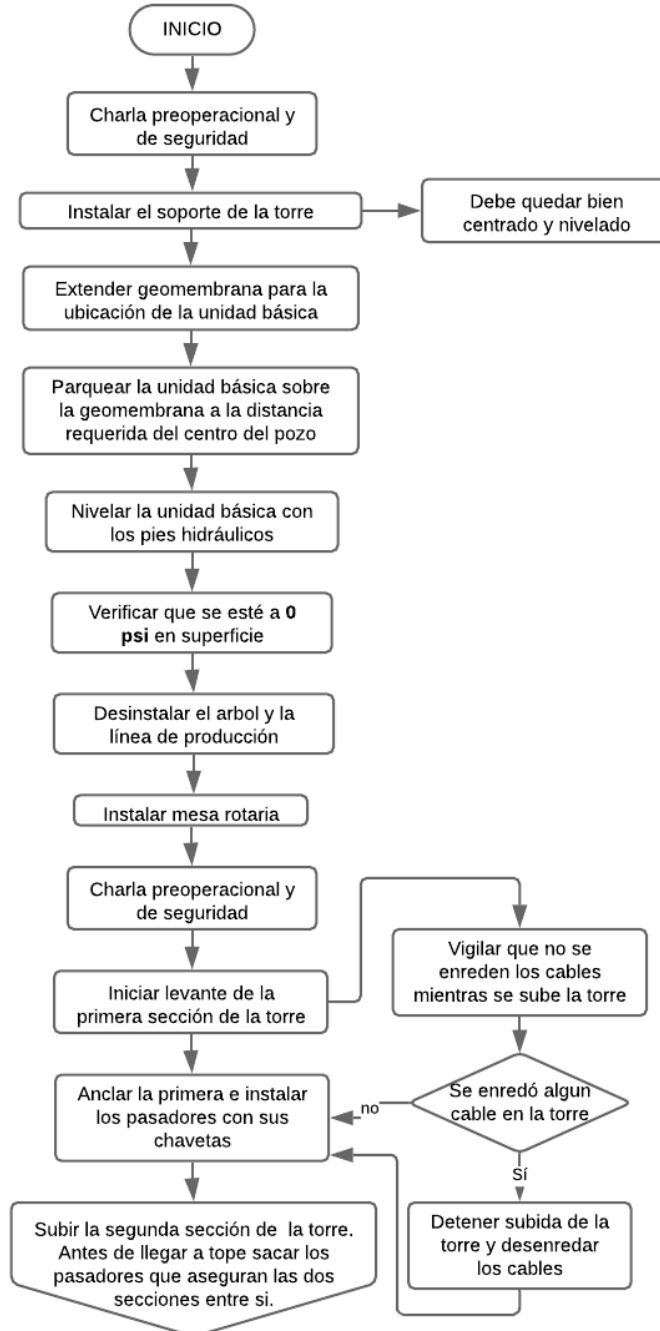 INICIO
Charla preoperacional y
de seguridad
Instalar el soporte de la torre
Debe quedar bien
centrado y nivelado
Extender geomembrana para la
ubicación de la unidad básica
Parquear la unidad básica sobre
la geomembrana a la distancia
requerida del centro del pozo
Nivelar la unidad básica con
los pies hidráulicos
Verificar que se esté a 0
psi en superficie
Desinstalar el arbol y la
línea de producción
Instalar mesa rotaria
Charla preoperacional y
de seguridad
Iniciar levante de la
primera sección de la torre
Vigilar que no se
enreden los cables
mientras se sube la torre
Se enredó algun
cable en la torre
no
Sí
Anclar la primera e instalar
los pasadores con sus
chavetas
Detener subida de la
torre y desenredar
los cables
Subir la segunda sección de la torre.
Antes de llegar a tope sacar los
pasadores que aseguran las dos
secciones entre si.